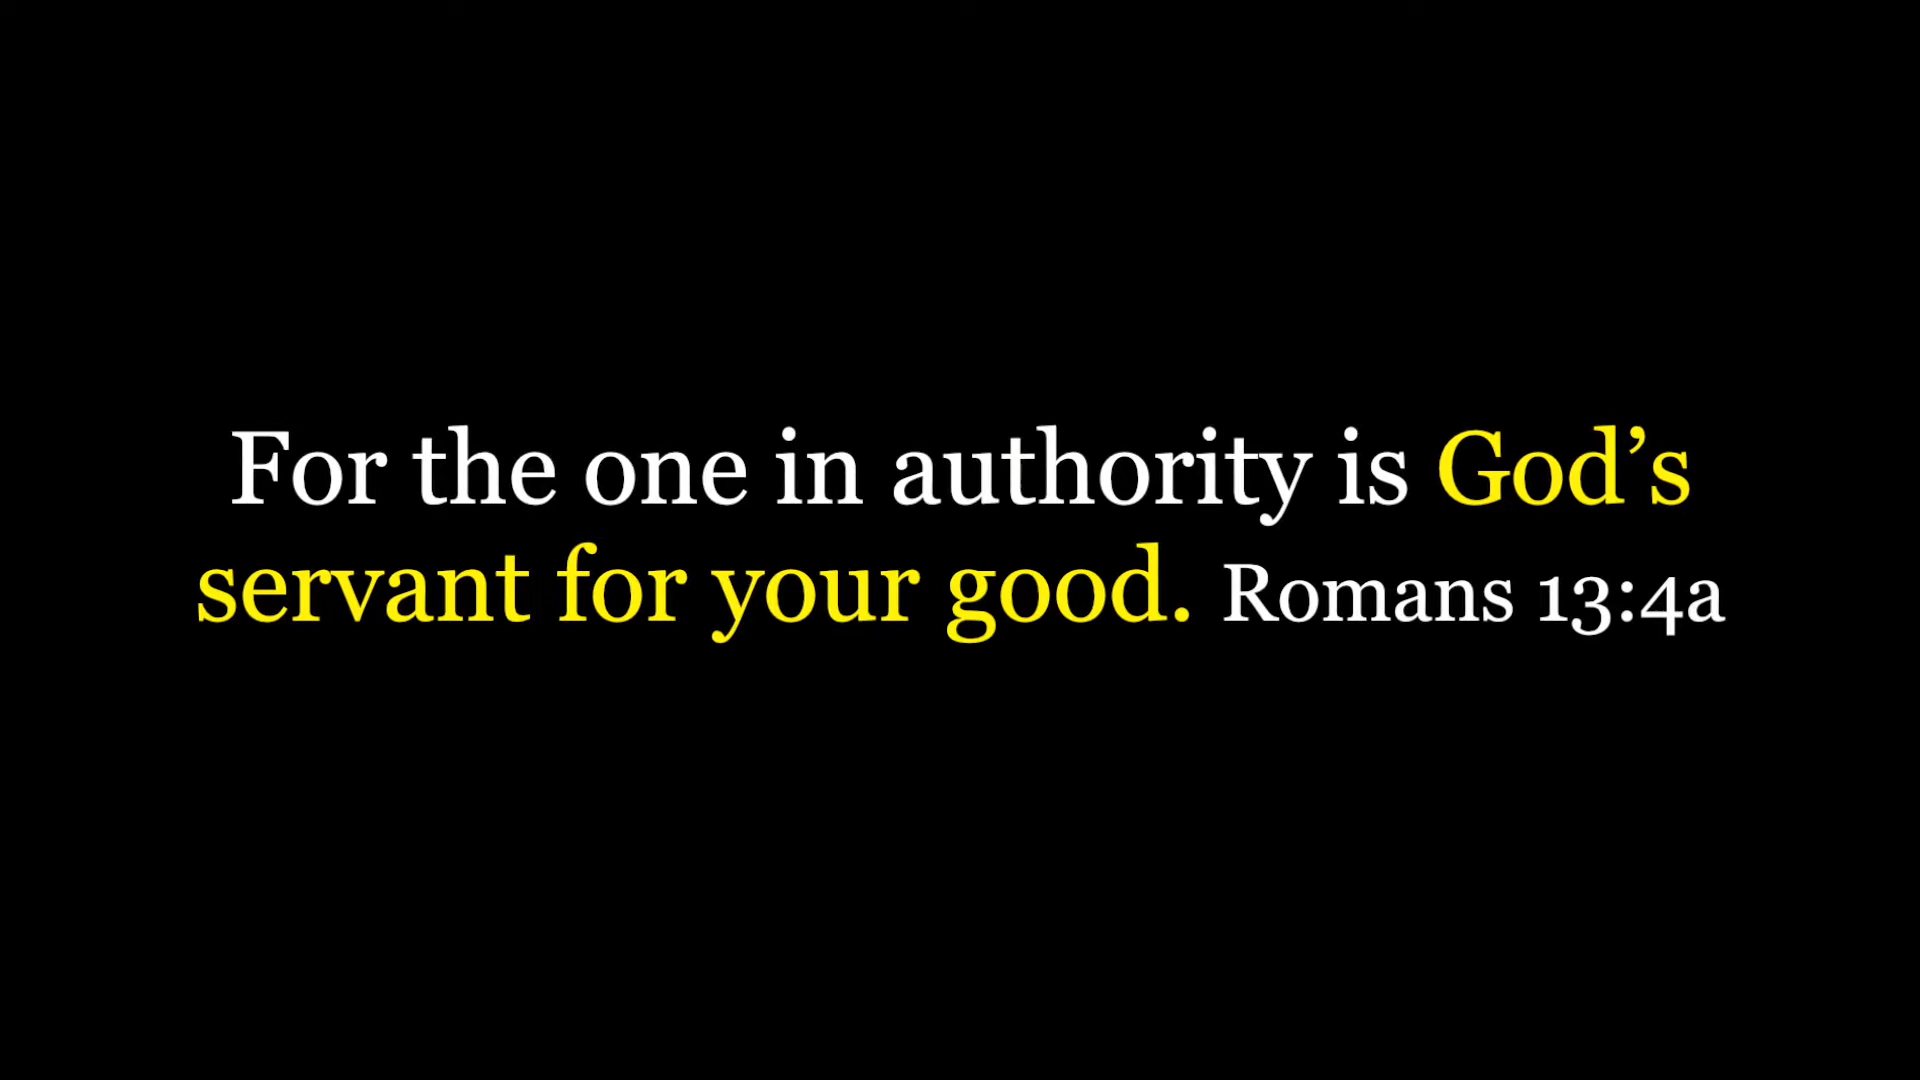 For the one in authority is God’s
servant for your good. Romans 13:4a